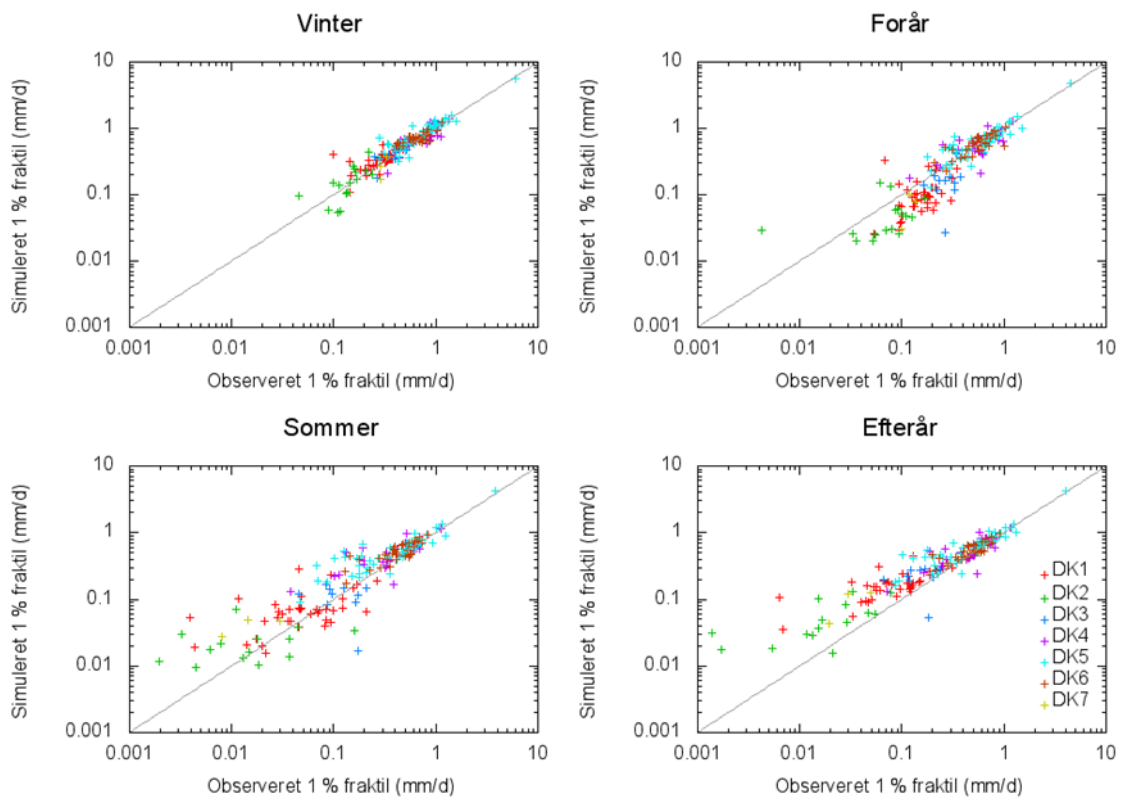 Vinter
Simuleret 1 % fraktil (mm/d)
10
1
0.1
0.01
0.001
0.001 0.01 0.1 1 10
Observeret 1 % fraktil (mm/d)
Forår
Simuleret 1 % fraktil (mm/d)
10
1
0.1
0.01
0.001
0.001 0.01 0.1 1 10
Observeret 1 % fraktil (mm/d)
Sommer
Simuleret 1 % fraktil (mm/d)
10
1
0.1
0.01
0.001
0.001 0.01 0.1 1 10
Observeret 1 % fraktil (mm/d)
Efterår
Simuleret 1 % fraktil (mm/d)
10
1
0.1
0.01
0.001
0.001 0.01 0.1 1 10
Observeret 1 % fraktil (mm/d)
DK1
DK2
DK3
DK4
DK5
DK6
DK7